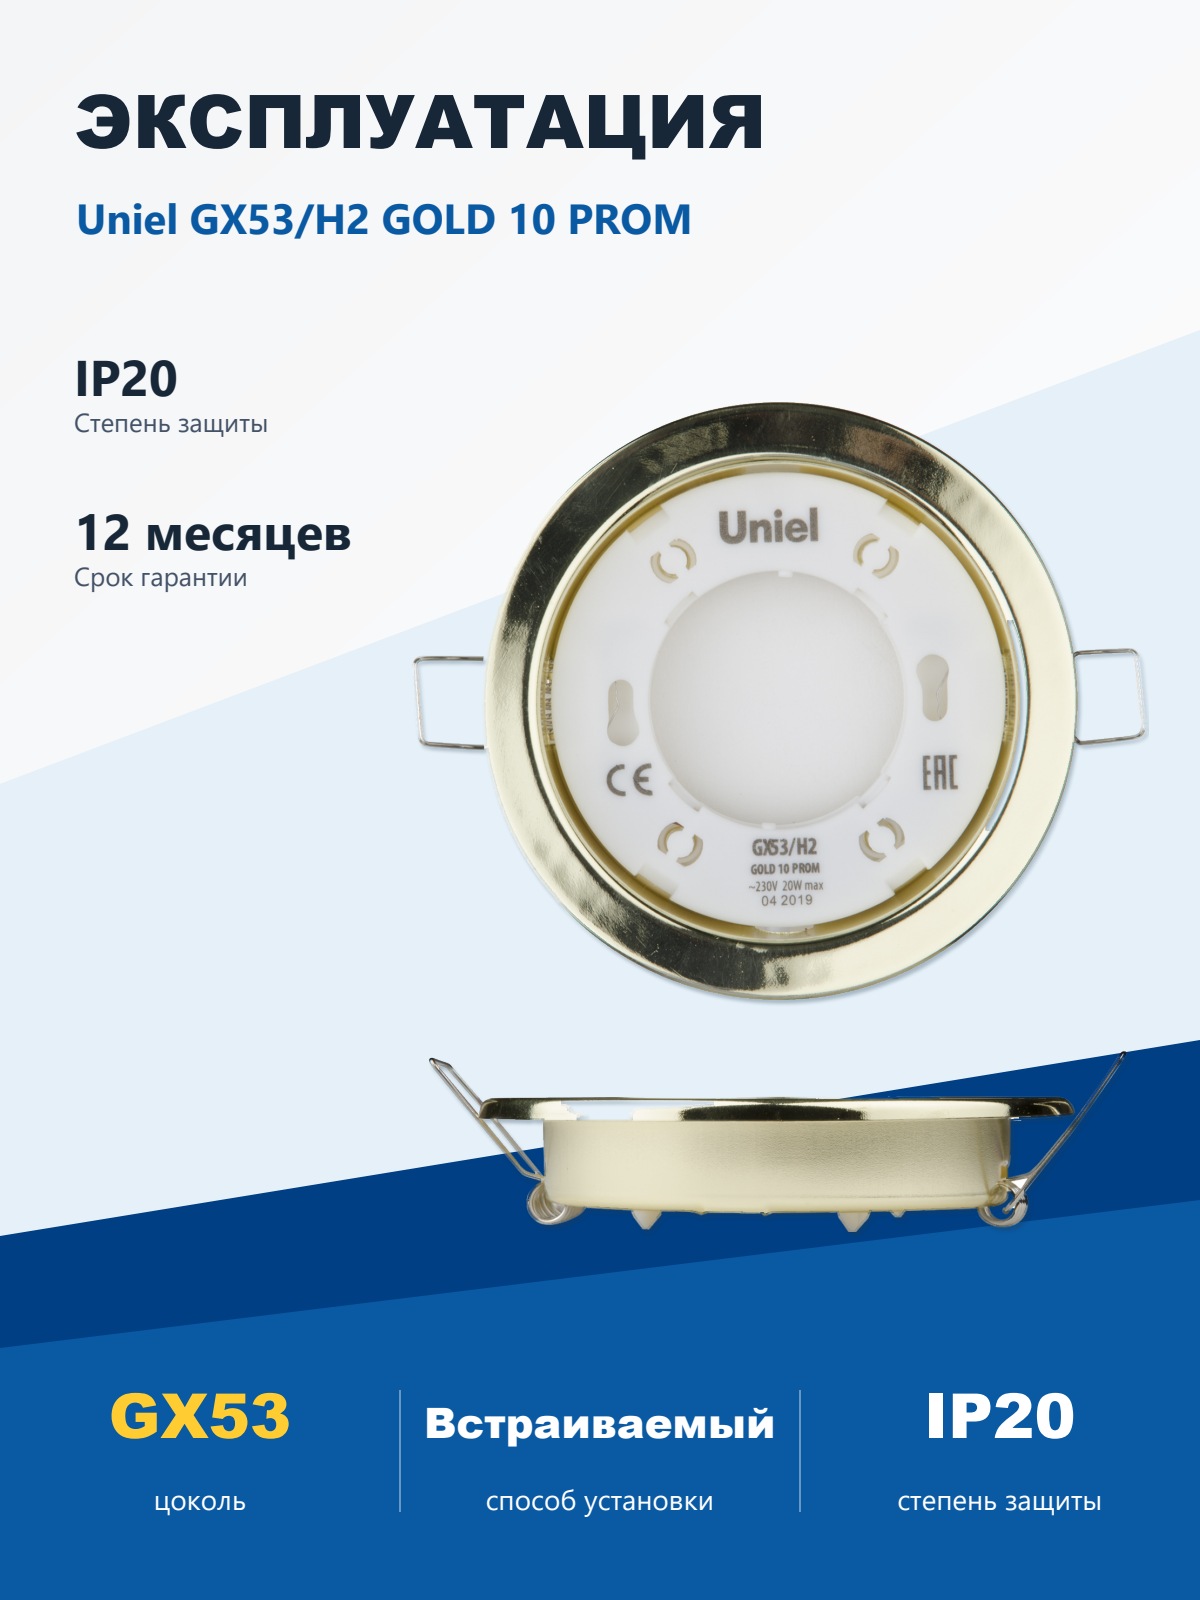 ЭКСПЛУАТАЦИЯ
Uniel GX53/H2 GOLD 10 PROM
IP20
Степень защиты
12 месяцев
Срок гарантии
Uniel
CE
EAC
GX53/H2
GOLD 10 PROM
~230V 20W max
04 2019
GX53
цоколь
Встраиваемый
способ установки
IP20
степень защиты